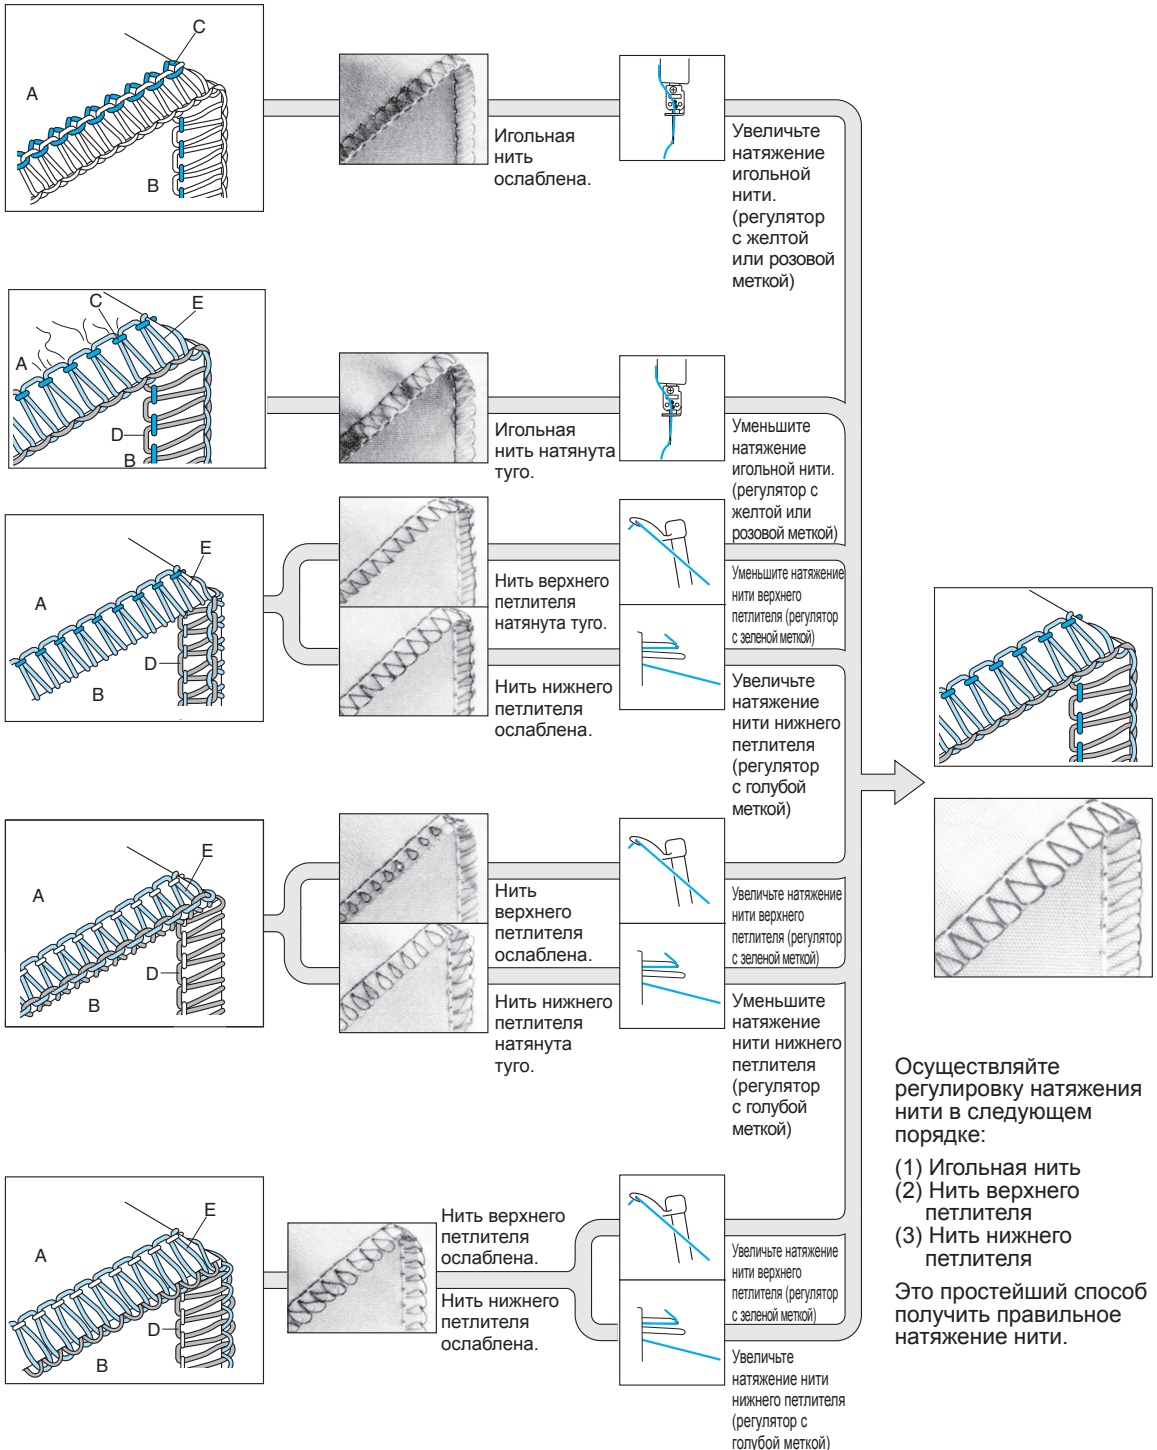 C
A
B
Игольная
нить
ослаблена.
Увеличьте
натяжение
игольной
нити.
(регулятор
с желтой
или розовой
меткой)
C
E
A
D
B
Игольная
нить натянута
туго.
Уменьшите
натяжение
игольной нити.
(регулятор с
желтой или
розовой меткой)
E
A
D
B
Нить верхнего
петлителя
натянута туго.
Уменьшите натяжение
нити верхнего
петлителя (регулятор
с зеленой меткой)
Нить нижнего
петлителя
ослаблена.
Увеличьте
натяжение
нити нижнего
петлителя
(регулятор
с голубой
меткой)
E
A
D
B
Нить
верхнего
петлителя
ослаблена.
Увеличьте натяжение
нити верхнего
петлителя (регулятор
с зеленой меткой)
Нить нижнего
петлителя
натянута
туго.
Уменьшите
натяжение
нити нижнего
петлителя
(регулятор
с голубой
меткой)
E
A
D
B
Нить верхнего
петлителя
ослаблена.
Нить нижнего
петлителя
ослаблена.
Увеличьте натяжение
нити верхнего
петлителя (регулятор
с зеленой меткой)
Увеличьте
натяжение нити
нижнего петлителя
(регулятор с
голубой меткой)
Осуществляйте
регулировку натяжения
нити в следующем
порядке:
(1) Игольная нить
(2) Нить верхнего
петлителя
(3) Нить нижнего
петлителя
Это простейший способ
получить правильное
натяжение нити.